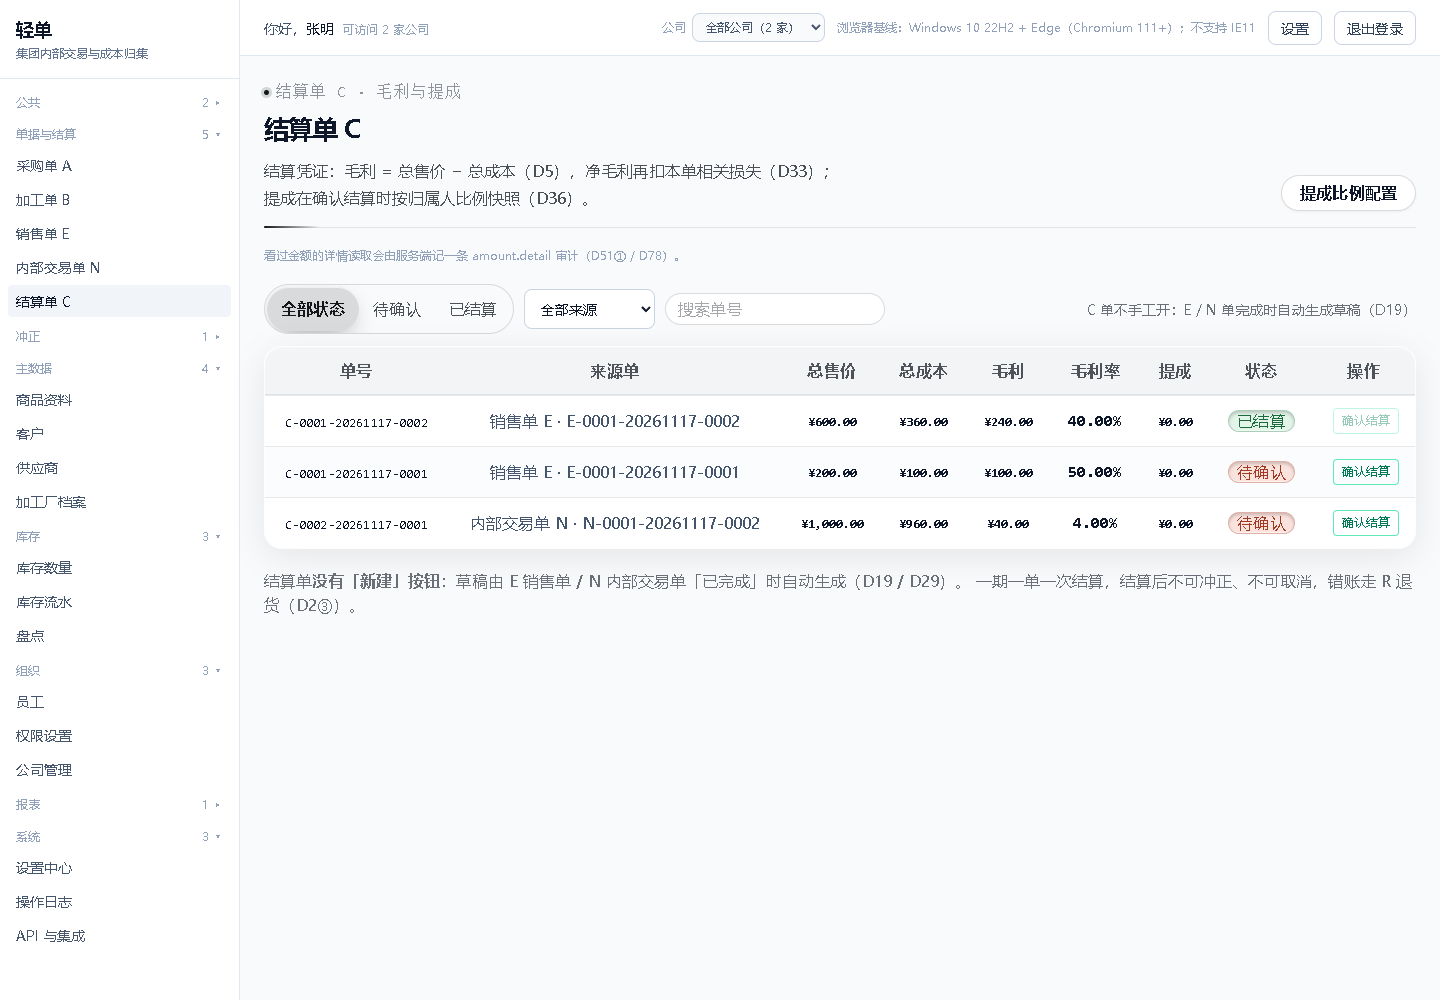 轻单
集团内部交易与成本归集
公共 2
单据与结算 5
采购单 A
加工单 B
销售单 E
内部交易单 N
结算单 C
冲正 1
主数据 4
商品资料
客户
供应商
加工厂档案
库存 3
库存数量
库存流水
盘点
组织 3
员工
权限设置
公司管理
报表 1
系统 3
设置中心
操作日志
API 与集成
你好，张明 可访问 2 家公司
公司 全部公司（2 家） 浏览器基线：Windows 10 22H2 + Edge（Chromium 111+）；不支持 IE11 设置 退出登录
结算单 C - 毛利与提成
结算单 C
结算凭证：毛利 = 总售价 − 总成本（D5），净毛利再扣本单相关损失（D33）；
提成在确认结算时按归属人比例快照（D36）。
提成比例配置
看过金额的详情读取会由服务端记一条 amount.detail 审计（D51① / D78）。
全部状态 待确认 已结算 全部来源 搜索单号 C 单不手工开：E / N 单完成时自动生成草稿（D19）
单号 来源单 总售价 总成本 毛利 毛利率 提成 状态 操作
C-0001-20261117-0002 销售单 E · E-0001-20261117-0002 ¥600.00 ¥360.00 ¥240.00 40.00% ¥0.00 已结算 确认结算
C-0001-20261117-0001 销售单 E · E-0001-20261117-0001 ¥200.00 ¥100.00 ¥100.00 50.00% ¥0.00 待确认 确认结算
C-0002-20261117-0001 内部交易单 N · N-0001-20261117-0002 ¥1,000.00 ¥960.00 ¥40.00 4.00% ¥0.00 待确认 确认结算
结算单没有「新建」按钮：草稿由 E 销售单 / N 内部交易单「已完成」时自动生成（D19 / D29）。 一期一单一次结算，结算后不可冲正、不可取消，错账走 R 退
货（D2③）。